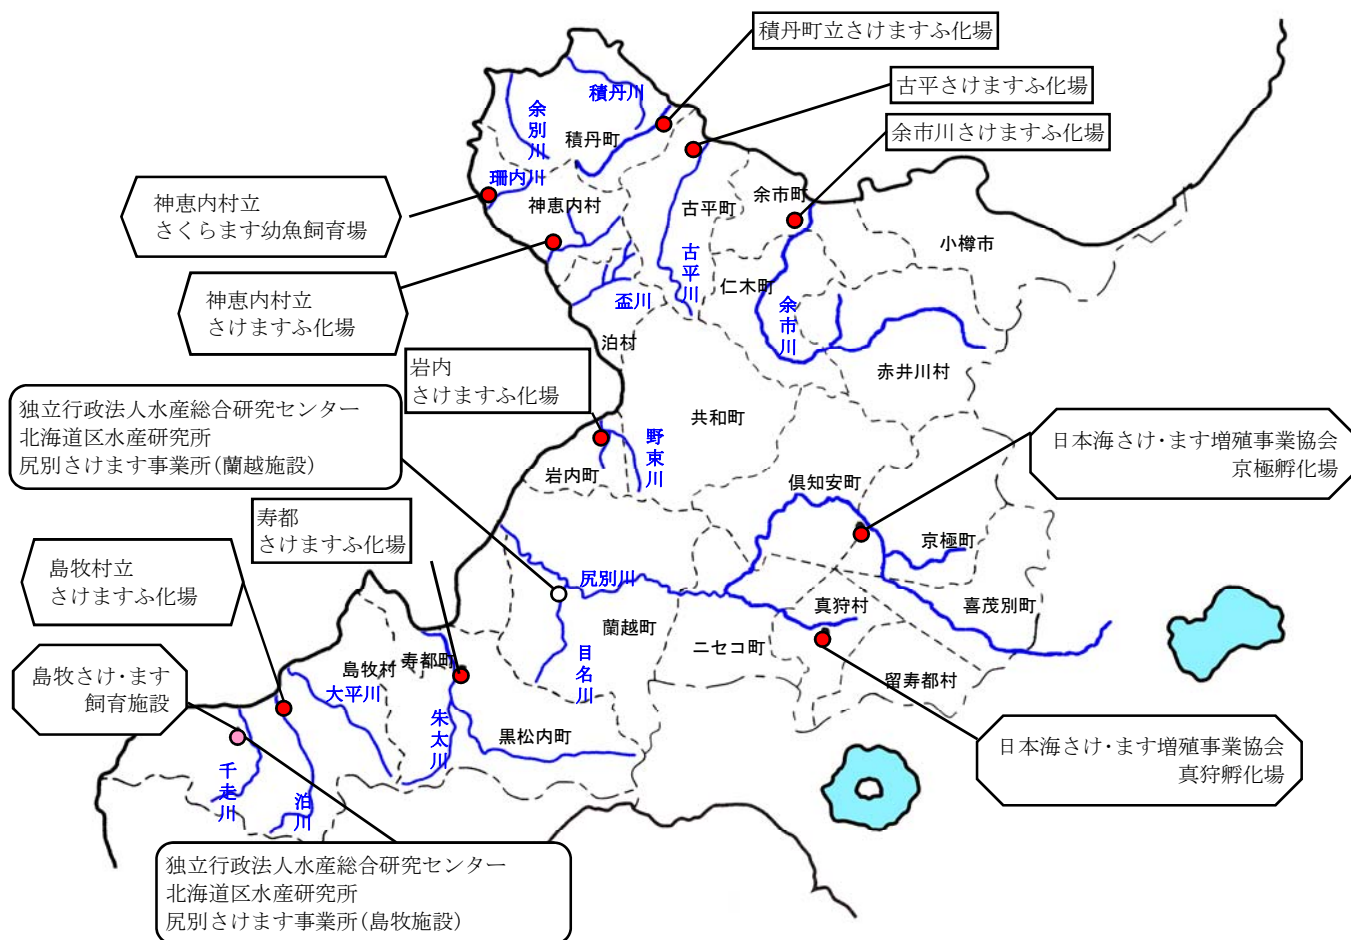 積丹町立さけますふ化場
古平さけますふ化場
余市川さけますふ化場
積丹川
余別川
積丹町
珊内川
神恵内村立
さくらます幼魚飼育場
神恵内村
古平町
余市町
小樽市
神恵内村立
さけますふ化場
古平川
仁木町
盃川
余市川
泊村
赤井川村
岩内
さけますふ化場
独立行政法人水産総合研究センター
北海道区水産研究所
尻別さけます事業所(蘭越施設)
共和町
野束川
岩内町
日本海さけ・ます増殖事業協会
京極孵化場
倶知安町
京極町
寿都
さけますふ化場
島牧村立
さけますふ化場
尻別川
喜茂別町
真狩村
蘭越町
ニセコ町
目名川
留寿都村
島牧村
寿都町
大平川
島牧さけ・ます
飼育施設
朱太川
黒松内町
日本海さけ・ます増殖事業協会
真狩孵化場
千走川
泊川
独立行政法人水産総合研究センター
北海道区水産研究所
尻別さけます事業所(島牧施設)